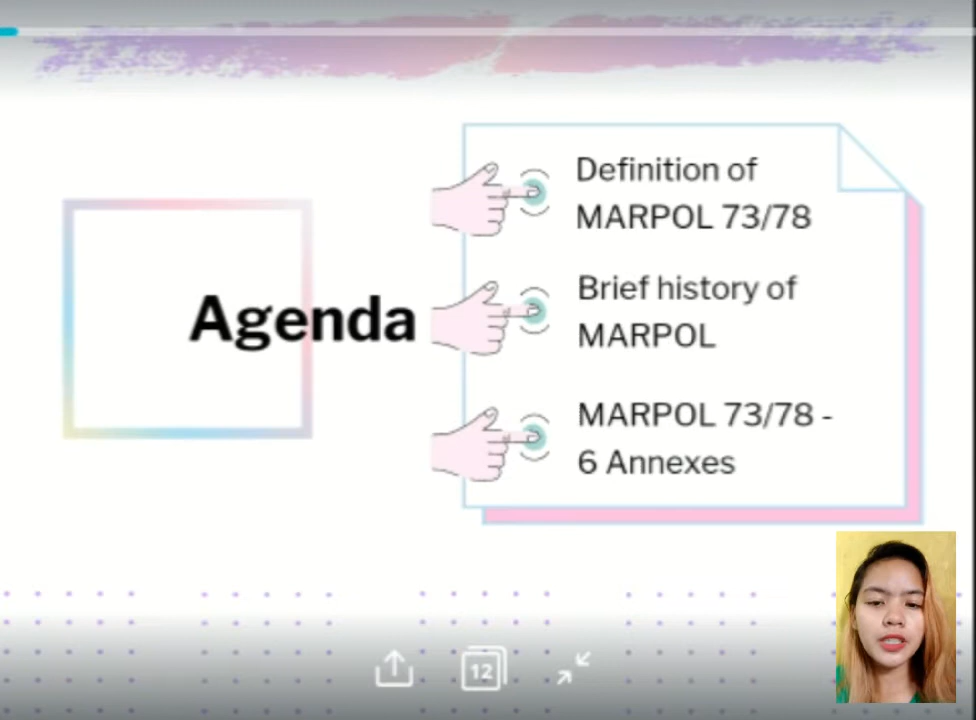 Agenda
Definition of
MARPOL 73/78
Brief history of
MARPOL
MARPOL 73/78 -
6 Annexes
12